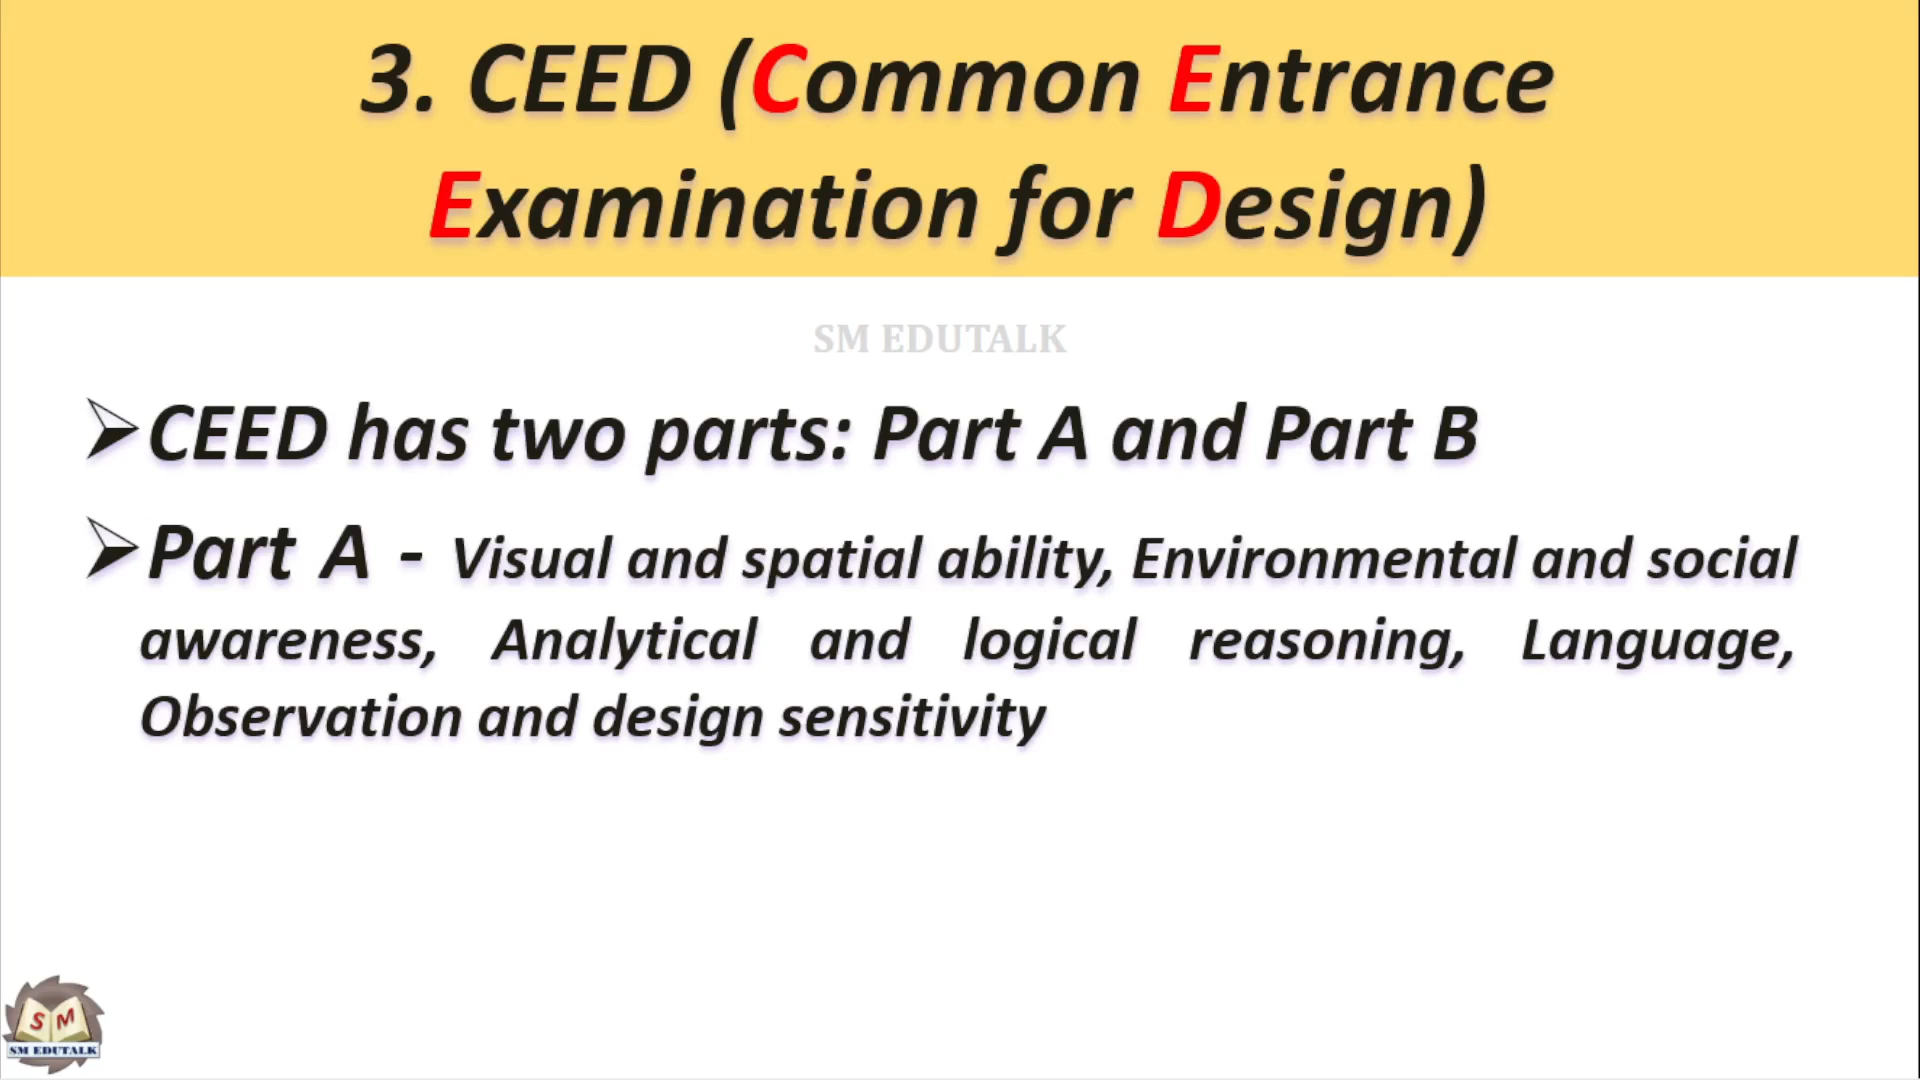 3. CEED (Common Entrance
Examination for Design)
SM EDUTALK
CEED has two parts: Part A and Part B
Part A - Visual and spatial ability, Environmental and social
awareness, Analytical and logical reasoning, Language,
Observation and design sensitivity
S M
SM EDUTALK